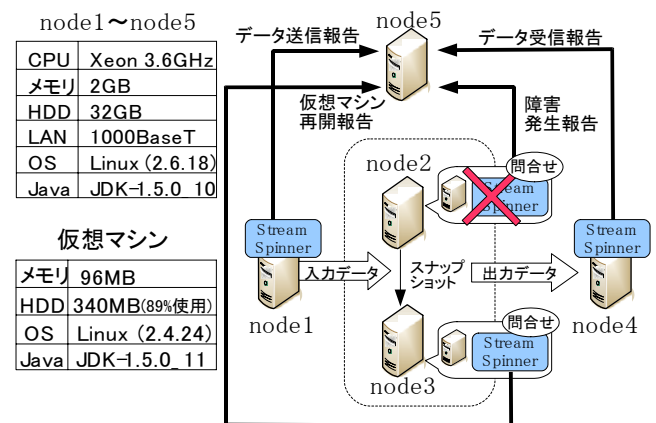 node1～node5
CPU Xeon 3.6GHz
メモリ 2GB
HDD 32GB
LAN 1000BaseT
OS Linux (2.6.18)
Java JDK-1.5.0_10
仮想マシン
メモリ 96MB
HDD 340MB(89%使用)
OS Linux (2.4.24)
Java JDK-1.5.0_11
node5
データ送信報告
データ受信報告
仮想マシン
再開報告
障害
発生報告
node2
問合せ
Stream
Spinner
Stream
Spinner
入力データ
スナップ
ショット
出力データ
Stream
Spinner
node1
node4
問合せ
Stream
Spinner
node3